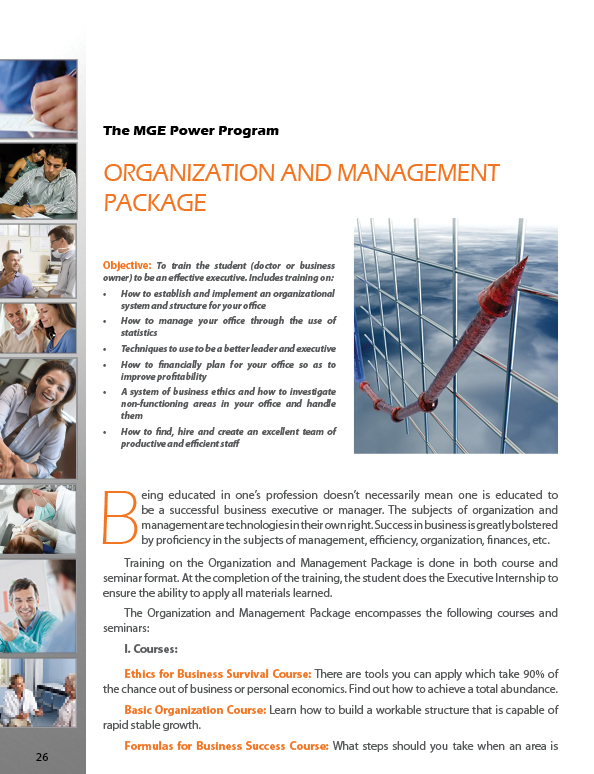 The MGE Power Program
ORGANIZATION AND MANAGEMENT
PACKAGE
Objective: To train the student (doctor or business
owner) to be an effective executive. Includes training on:
• How to establish and implement an organizational
system and structure for your office
• How to manage your office through the use of
statistics
• Techniques to use to be a better leader and executive
• How to financially plan for your office so as to
improve profitability
• A system of business ethics and how to investigate
non-functioning areas in your office and handle
them
• How to find, hire and create an excellent team of
productive and efficient staff
Being educated in one's profession doesn't necessarily mean one is educated to
be a successful business executive or manager. The subjects of organization and
management are technologies in their own right. Success in business is greatly bolstered
by proficiency in the subjects of management, efficiency, organization, finances, etc.
Training on the Organization and Management Package is done in both course and
seminar format. At the completion of the training, the student does the Executive Internship to
ensure the ability to apply all materials learned.
The Organization and Management Package encompasses the following courses and
seminars:
I. Courses:
Ethics for Business Survival Course: There are tools you can apply which take 90% of
the chance out of business or personal economics. Find out how to achieve a total abundance.
Basic Organization Course: Learn how to build a workable structure that is capable of
rapid stable growth.
Formulas for Business Success Course: What steps should you take when an area is
26